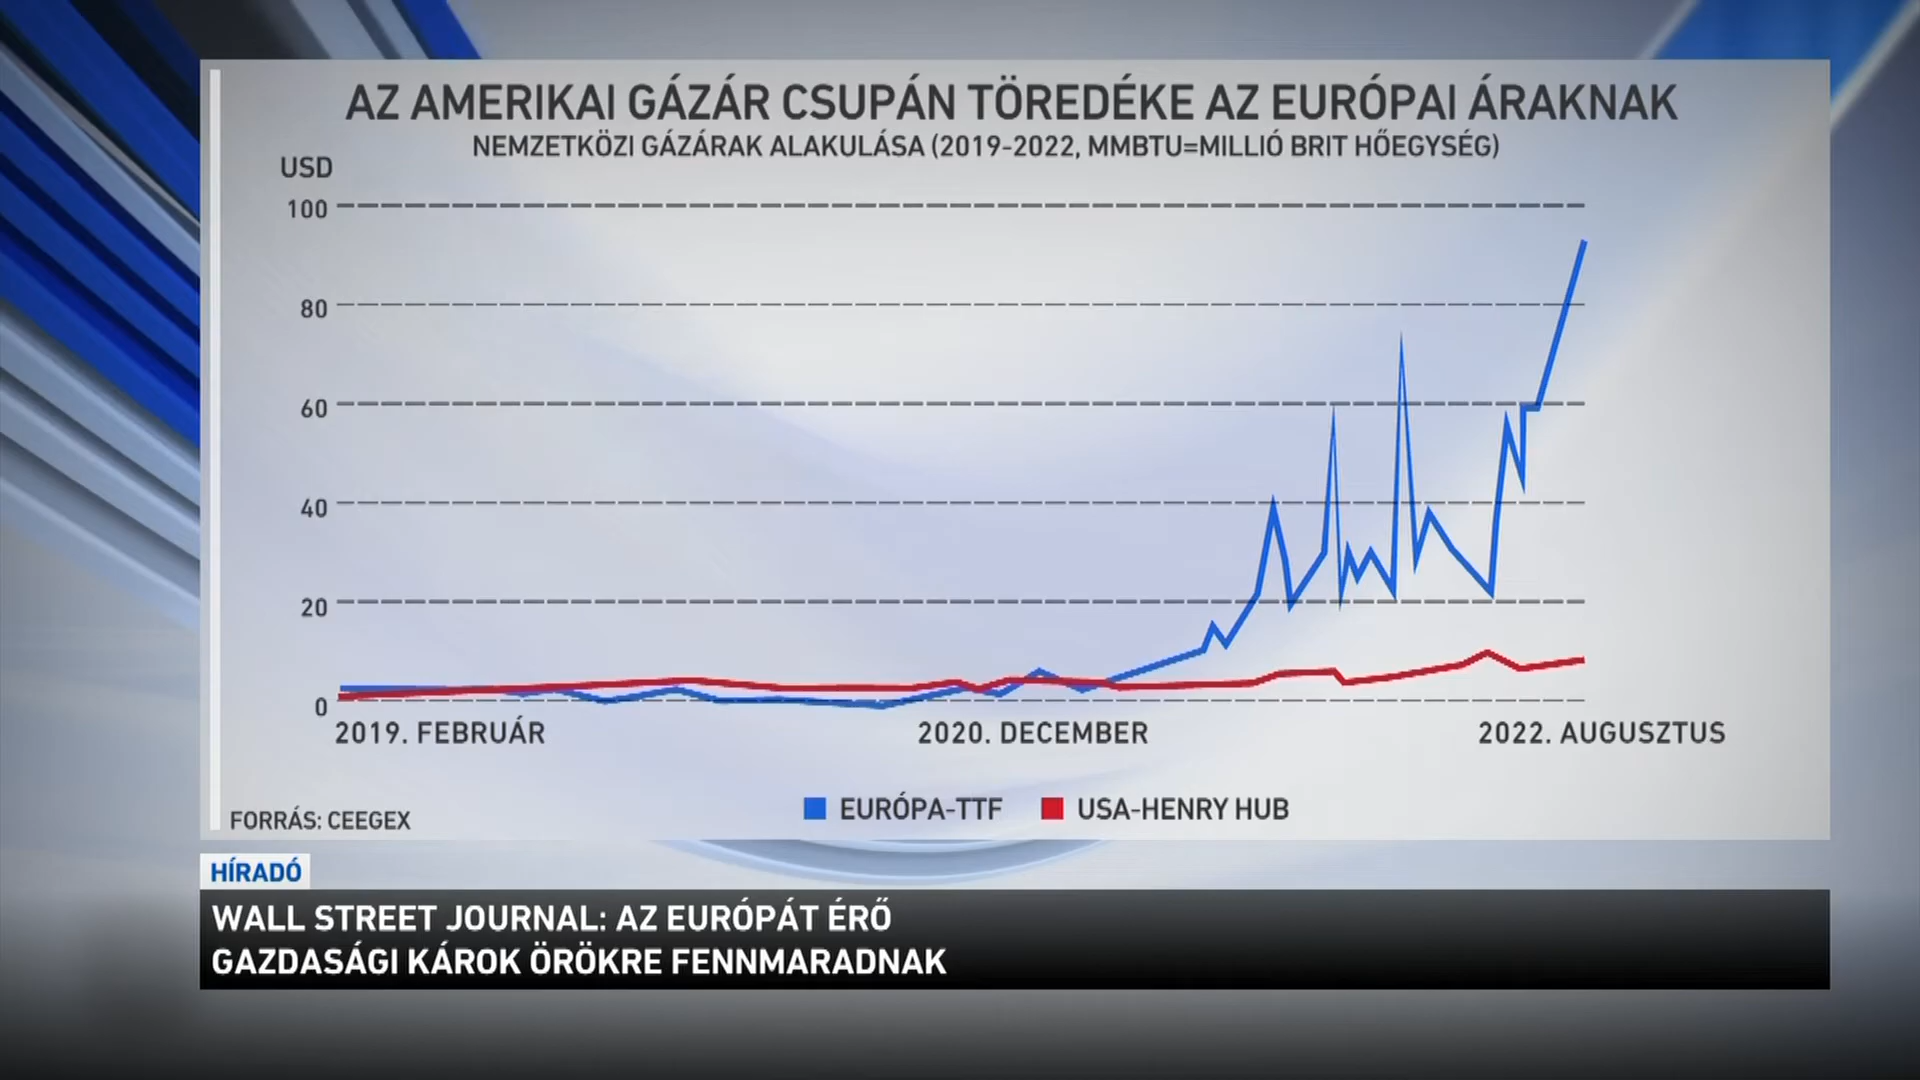 AZ AMERIKAI GÁZÁR CSUPÁN TÖREDÉKE AZ EURÓPAI ÁRAKNAK
NEMZETKÖZI GÁZÁRAK ALAKULÁSA (2019-2022, MMBTU=MILLIÓ BRIT HŐEGYSÉG)
USD
100
80
60
40
20
0
2019. FEBRUÁR 2020. DECEMBER 2022. AUGUSZTUS
EURÓPA-TTF USA-HENRY HUB
FORRÁS: CEEGEX
HÍRADÓ
WALL STREET JOURNAL: AZ EURÓPÁT ÉRŐ
GAZDASÁGI KÁROK ÖRÖKRE FENNMARADNAK